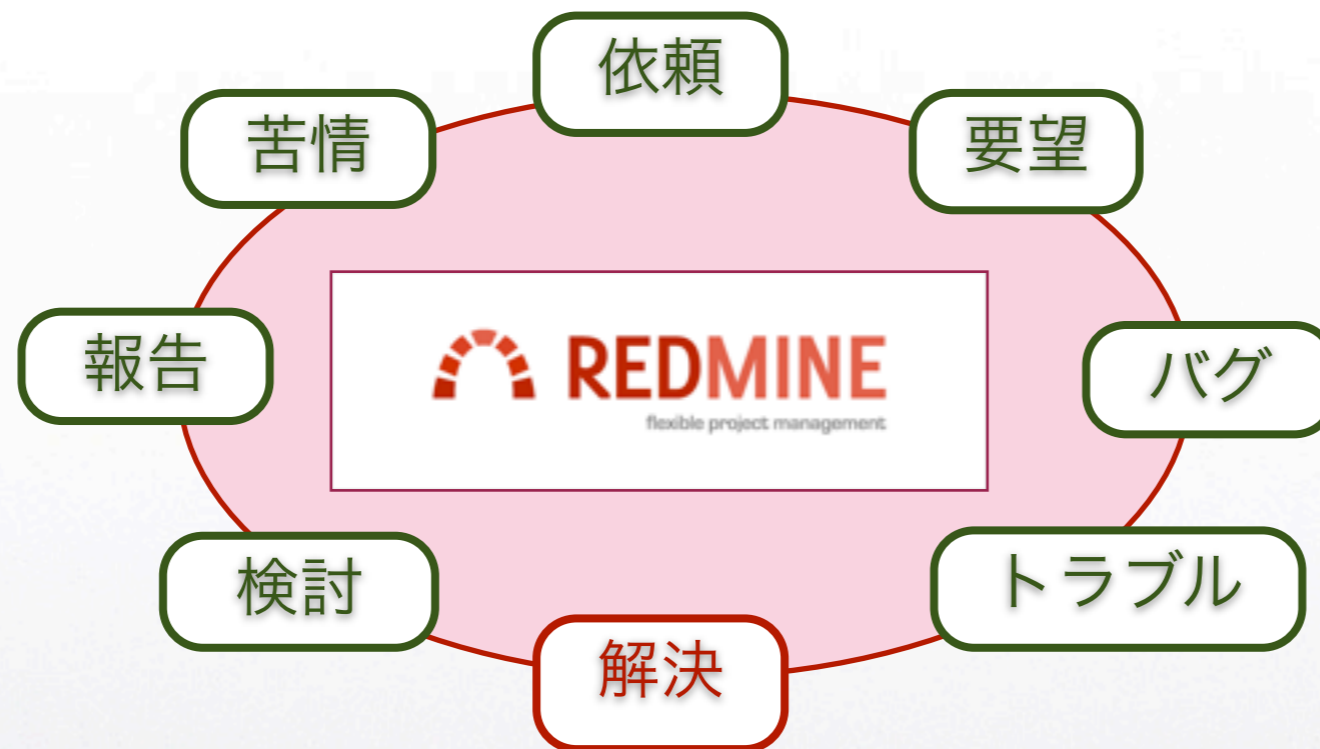 依頼
苦情
要望
報告
REDMINE
flexible project management
バグ
検討
トラブル
解決